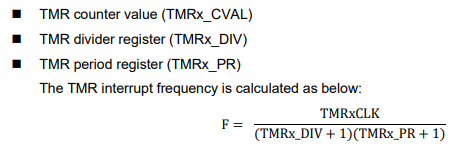 ■ TMR counter value (TMRx_CVAL)
■ TMR divider register (TMRx_DIV)
■ TMR period register (TMRx_PR)
The TMR interrupt frequency is calculated as below:
F = TMRxCLK / (TMRx_DIV + 1)(TMRx_PR + 1)